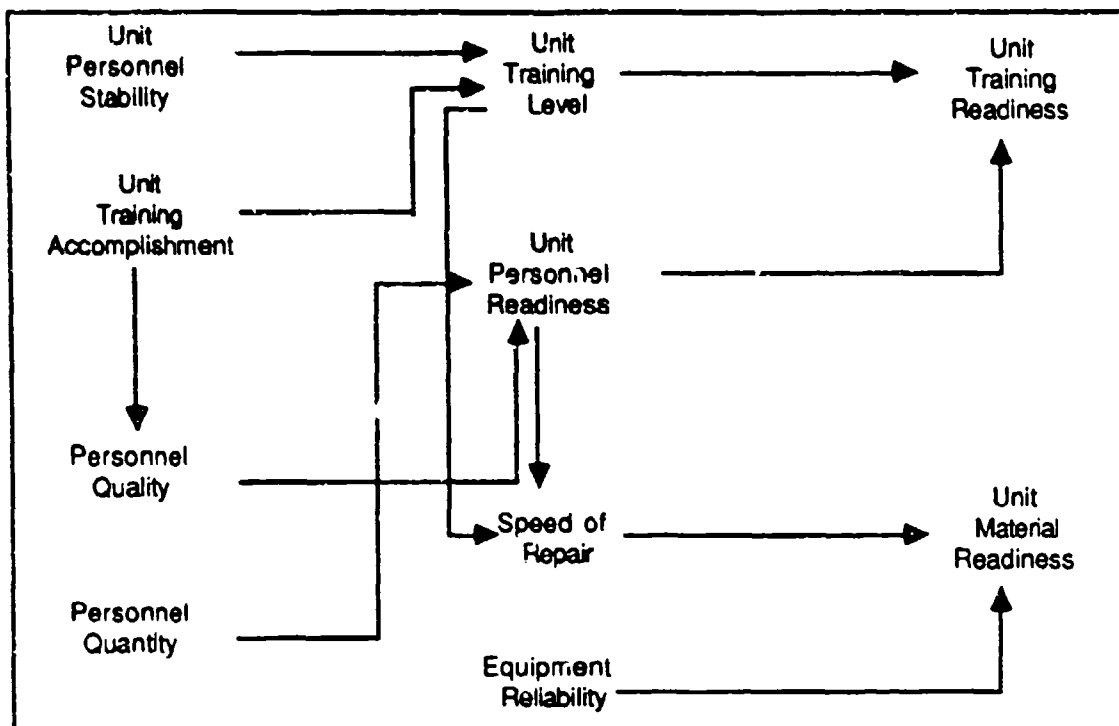 Unit
Personnel
Stability
Unit
Training
Level
Unit
Training
Readiness
Unit
Training
Accomplishment
Unit
Personnel
Readiness
Personnel
Quality
Speed of
Repair
Unit
Material
Readiness
Personnel
Quantity
Equipment
Reliability